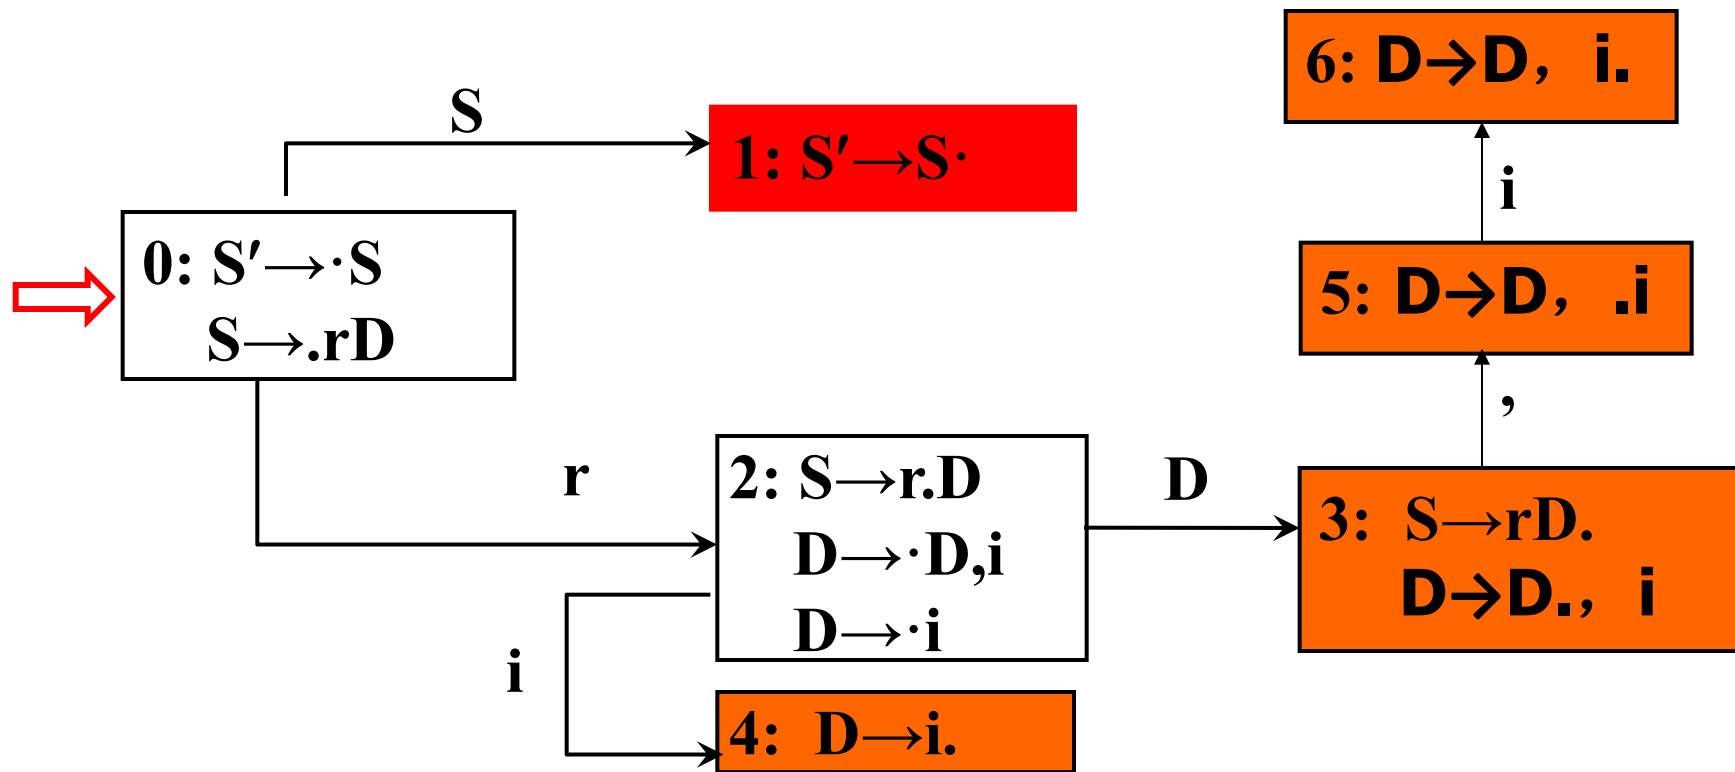 S
1: S′→S·
0: S′→·S
S→.rD
r
2: S→r.D
D→·D,i
D→·i
i
4: D→i.
D
3: S→rD.
D→D., i
,
5: D→D, .i
i
6: D→D, i.